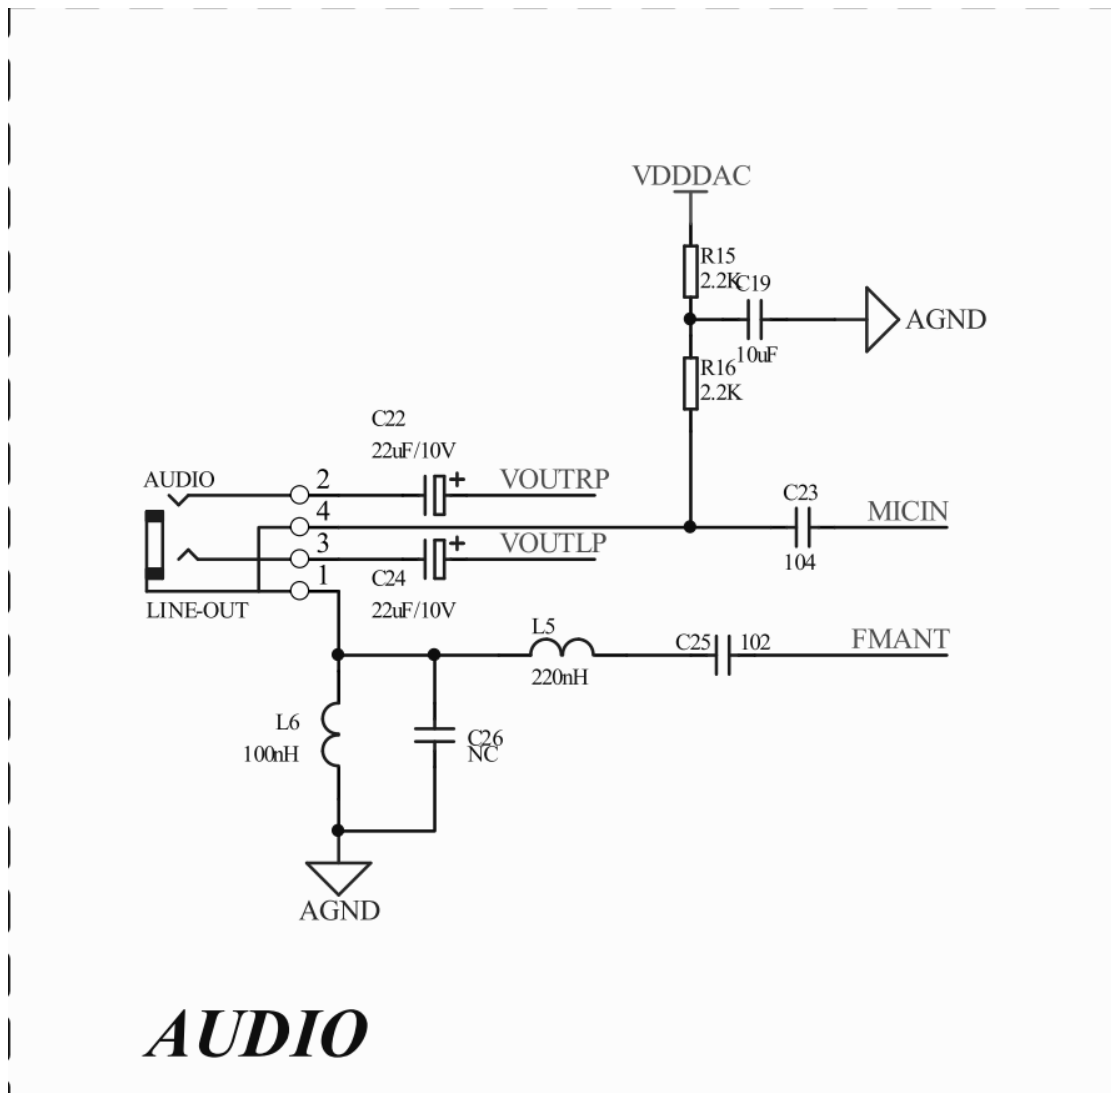 VDDDAC
R15
2.2K
C19
AGND
10uF
R16
2.2K
C22
22uF/10V
AUDIO
2
+
VOUTRP
C23
4
MICIN
3
+
VOUTLP
104
C24
1
LINE-OUT
22uF/10V
L5
C25
102
FMANT
220nH
L6
100nH
C26
NC
AGND
AUDIO